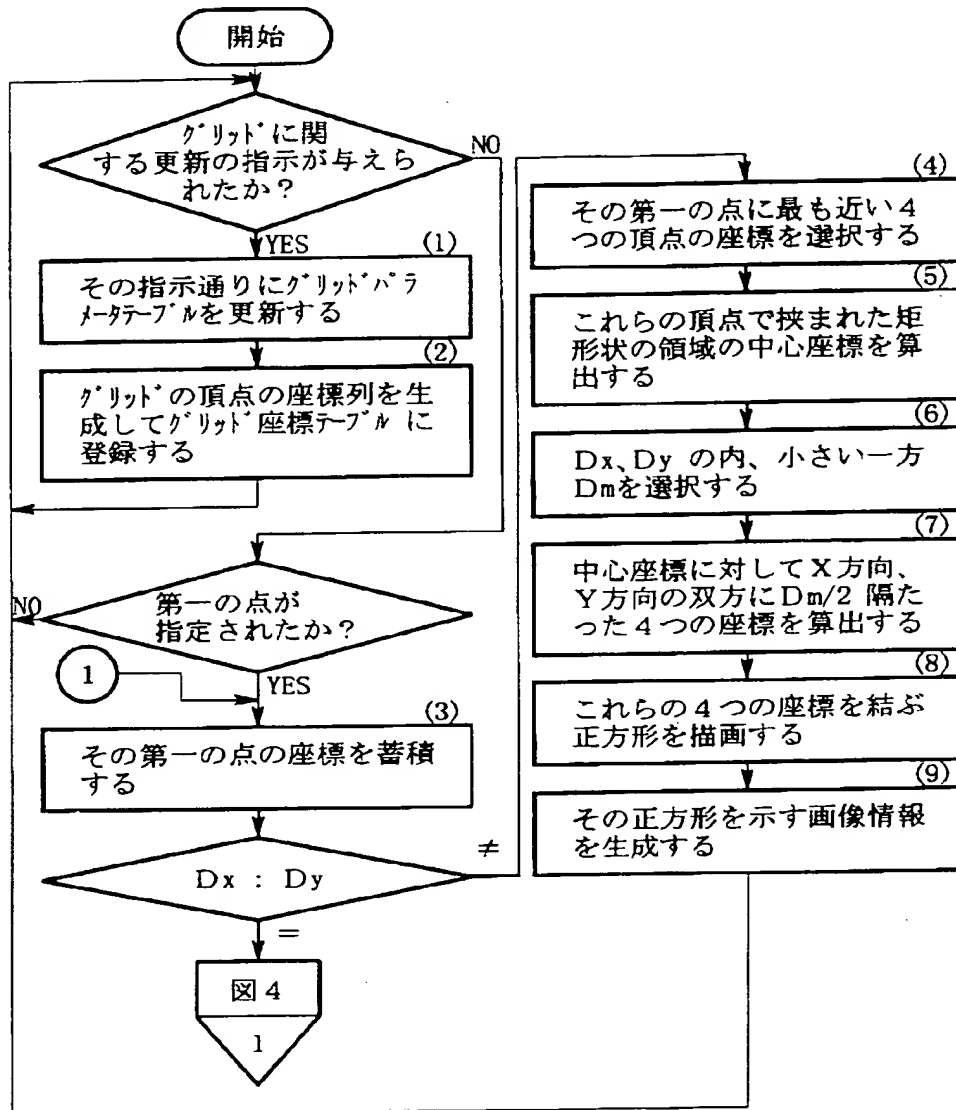 開始
グリッドに関
する更新の指示が与えら
れたか？
NO
YES
(1)
その指示通りにグリッドパラ
メータテーブルを更新する
(2)
グリッドの頂点の座標列を生
成してグリッド座標テーブルに
登録する
第一の点が
指定されたか？
NO
YES
1
(3)
その第一の点の座標を蓄積
する
Dx : Dy
≠
＝
図4
1
(4)
その第一の点に最も近い4
つの頂点の座標を選択する
(5)
これらの頂点で挟まれた矩
形状の領域の中心座標を算
出する
(6)
Dx、Dy の内、小さい一方
Dmを選択する
(7)
中心座標に対してX方向、
Y方向の双方にDm/2 隔た
った4つの座標を算出する
(8)
これらの4つの座標を結ぶ
正方形を描画する
(9)
その正方形を示す画像情報
を生成する